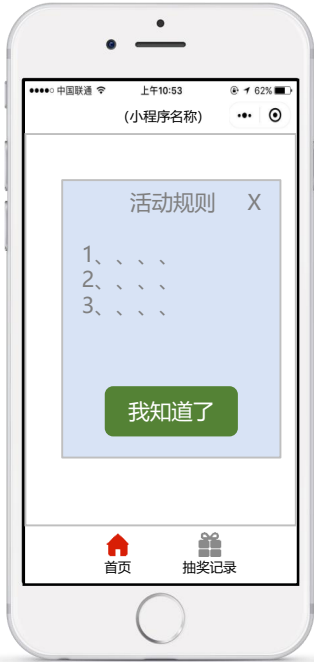 中国联通 上午10:53 62%
(小程序名称)
活动规则 X
1、、、、
2、、、、
3、、、、
我知道了
首页 抽奖记录